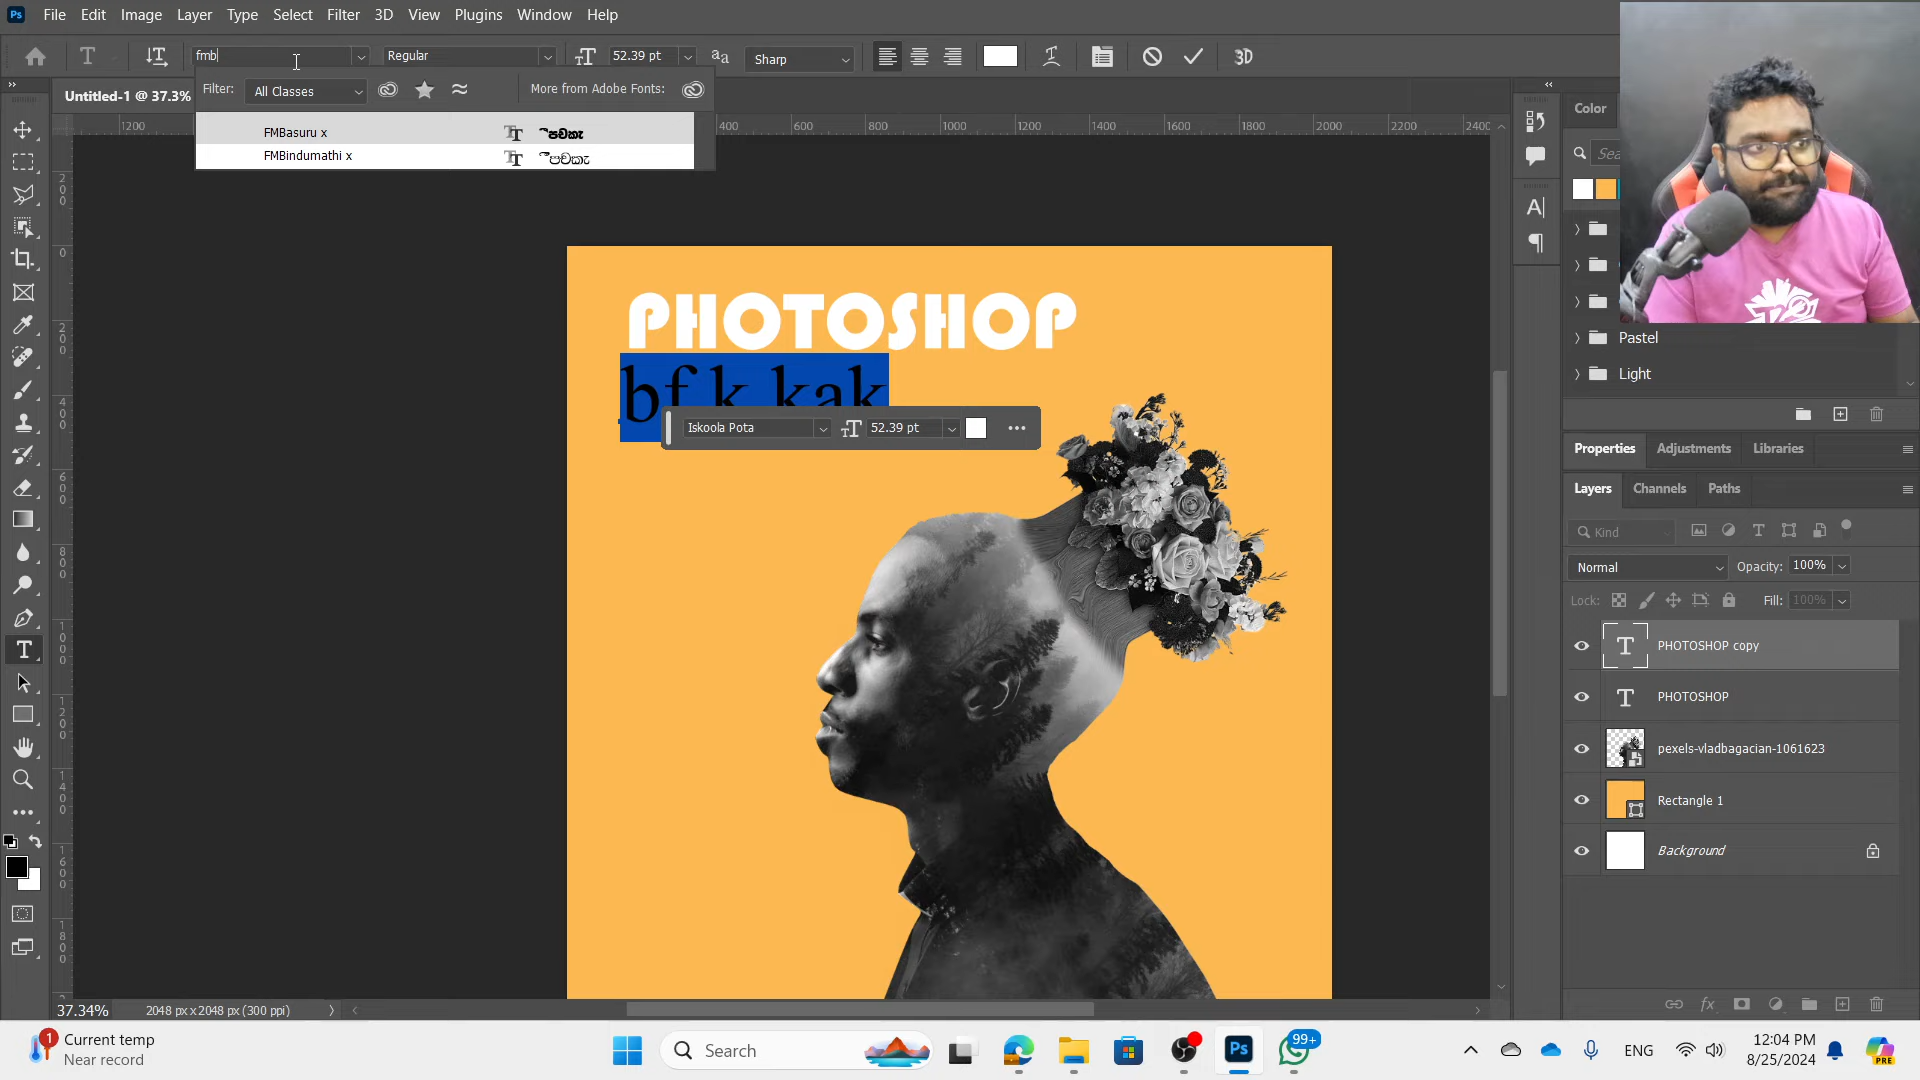 File Edit Image Layer Type Select Filter 3D View Plugins Window Help
fmb Regular 52.39 pt Sharp 3D
Filter: All Classes More from Adobe Fonts:
FMBasuru x
FMBindumathi x
Untitled-1 @ 37.3%
1200 400 600 800 1000 1200 1400 1600 1800 2000 2200 2400
PHOTOSHOP
bf.k.kak
Iskoola Pota 52.39 pt
Color
Pastel
Light
Properties Adjustments Libraries
Layers Channels Paths
Kind
Normal Opacity: 100%
Lock: Fill: 100%
PHOTOSHOP copy
PHOTOSHOP
pexels-vladbagacian-1061623
Rectangle 1
Background
37.34% 2048 px x 2048 px (300 ppi)
1 Current temp
Near record
Search
Ps
99+
ENG
12:04 PM
8/25/2024
PRE